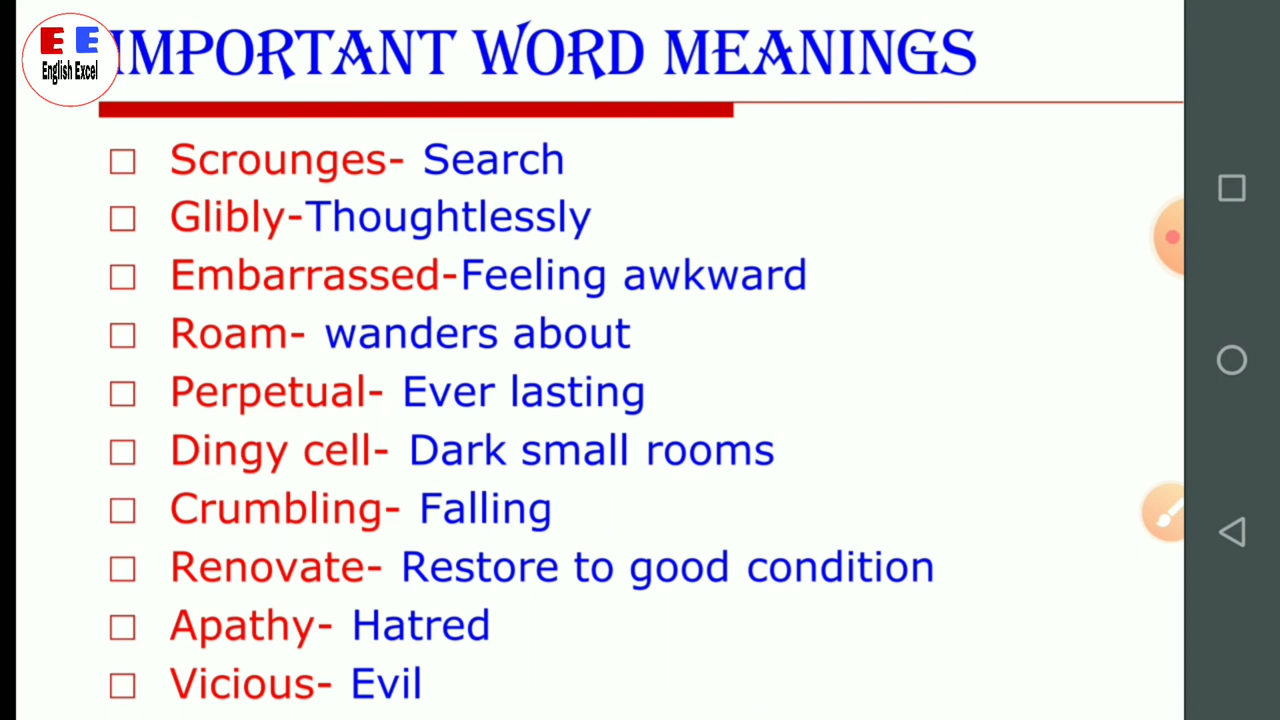 E E
English Excel
IMPORTANT WORD MEANINGS
Scrounges- Search
Glibly-Thoughtlessly
Embarrassed-Feeling awkward
Roam- wanders about
Perpetual- Ever lasting
Dingy cell- Dark small rooms
Crumbling- Falling
Renovate- Restore to good condition
Apathy- Hatred
Vicious- Evil